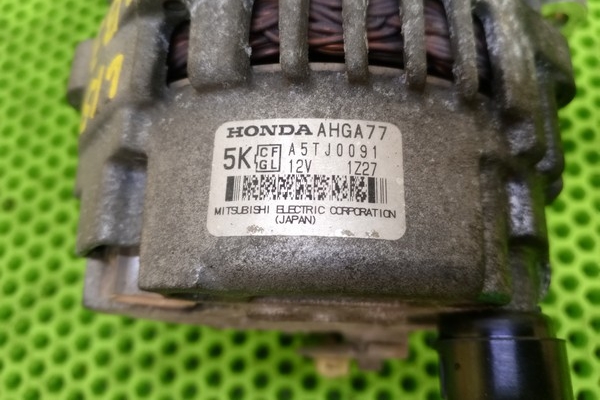 HONDA AHGA77
5K CF GL A5TJ0091
12V 1Z27
MITSUBISHI ELECTRIC CORPORATION
(JAPAN)